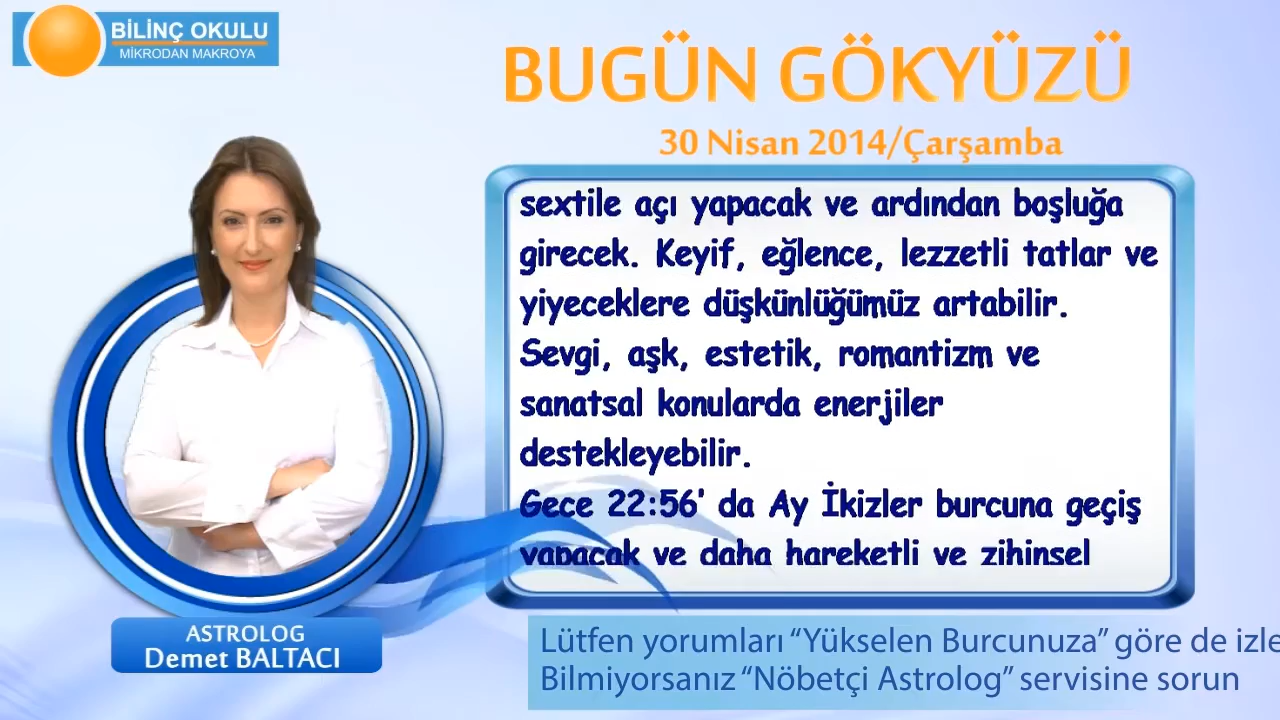 BİLİNÇ OKULU
MİKRODAN MAKROYA
BUGÜN GÖKYÜZÜ
30 Nisan 2014/Çarşamba
sextile açı yapacak ve ardından boşluğa
girecek. Keyif, eğlence, lezzetli tatlar ve
yiyeceklere düşkünlüğümüz artabilir.
Sevgi, aşk, estetik, romantizm ve
sanatsal konularda enerjiler
destekleyebilir.
Gece 22:56' da Ay İkizler burcuna geçiş
yapacak ve daha hareketli ve zihinsel
ASTROLOG
Demet BALTACI
Lütfen yorumları “Yükselen Burcunuza” göre de izle
Bilmiyorsanız “Nöbetçi Astrolog” servisine sorun